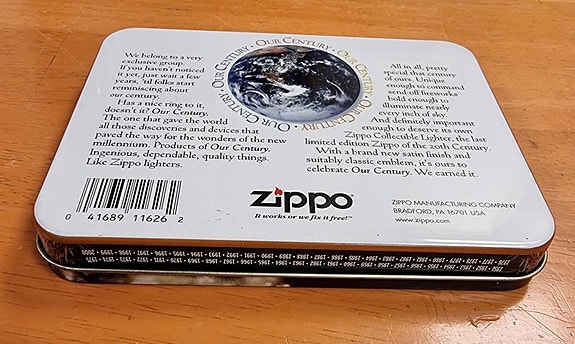 OUR CENTURY • OUR CENTURY • OUR CENTURY • OUR CENTURY • OUR CENTURY •
We belong to a very
exclusive group.
If you haven't noticed
it yet, just wait a few
years, 'til folks start
reminiscing about
our century.
Has a nice ring to it,
doesn't it? Our Century.
The one that gave the world
all those discoveries and devices that
paved the way for the wonders of the new
millennium. Products of Our Century.
Ingenious, dependable, quality things.
Like Zippo lighters.
All in all, pretty
special that century
of ours. Unique
enough to command
send-off fireworks
bold enough to
illuminate nearly
every inch of sky.
And definitely important
enough to deserve its own
Zippo Collectible Lighter, the last
limited edition Zippo of the 20th Century.
With a brand new satin finish and
suitably classic emblem, it's ours to
celebrate Our Century. We earned it.
0 41689 11626 2
zippo
It works or we fix it free!™
ZIPPO MANUFACTURING COMPANY
BRADFORD, PA 16701 USA
www.zippo.com